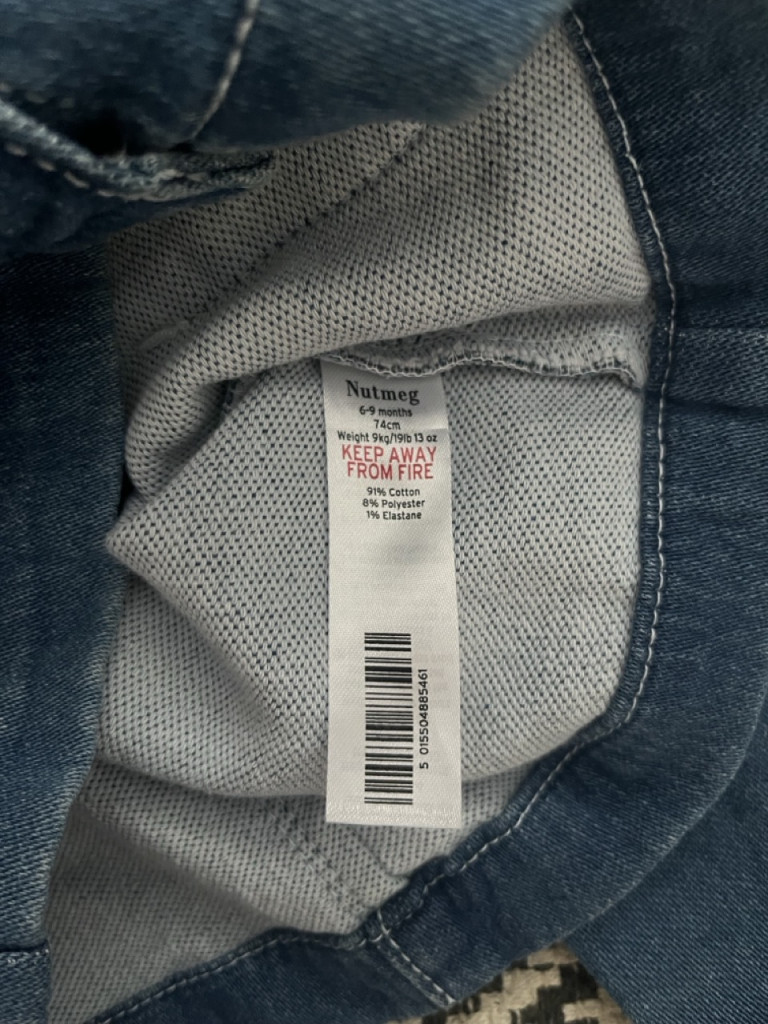 Nutmeg
6-9 months
74cm
Weight 9kg/19lb 13 oz
KEEP AWAY
FROM FIRE
91% Cotton
8% Polyester
1% Elastane
5 015504885461